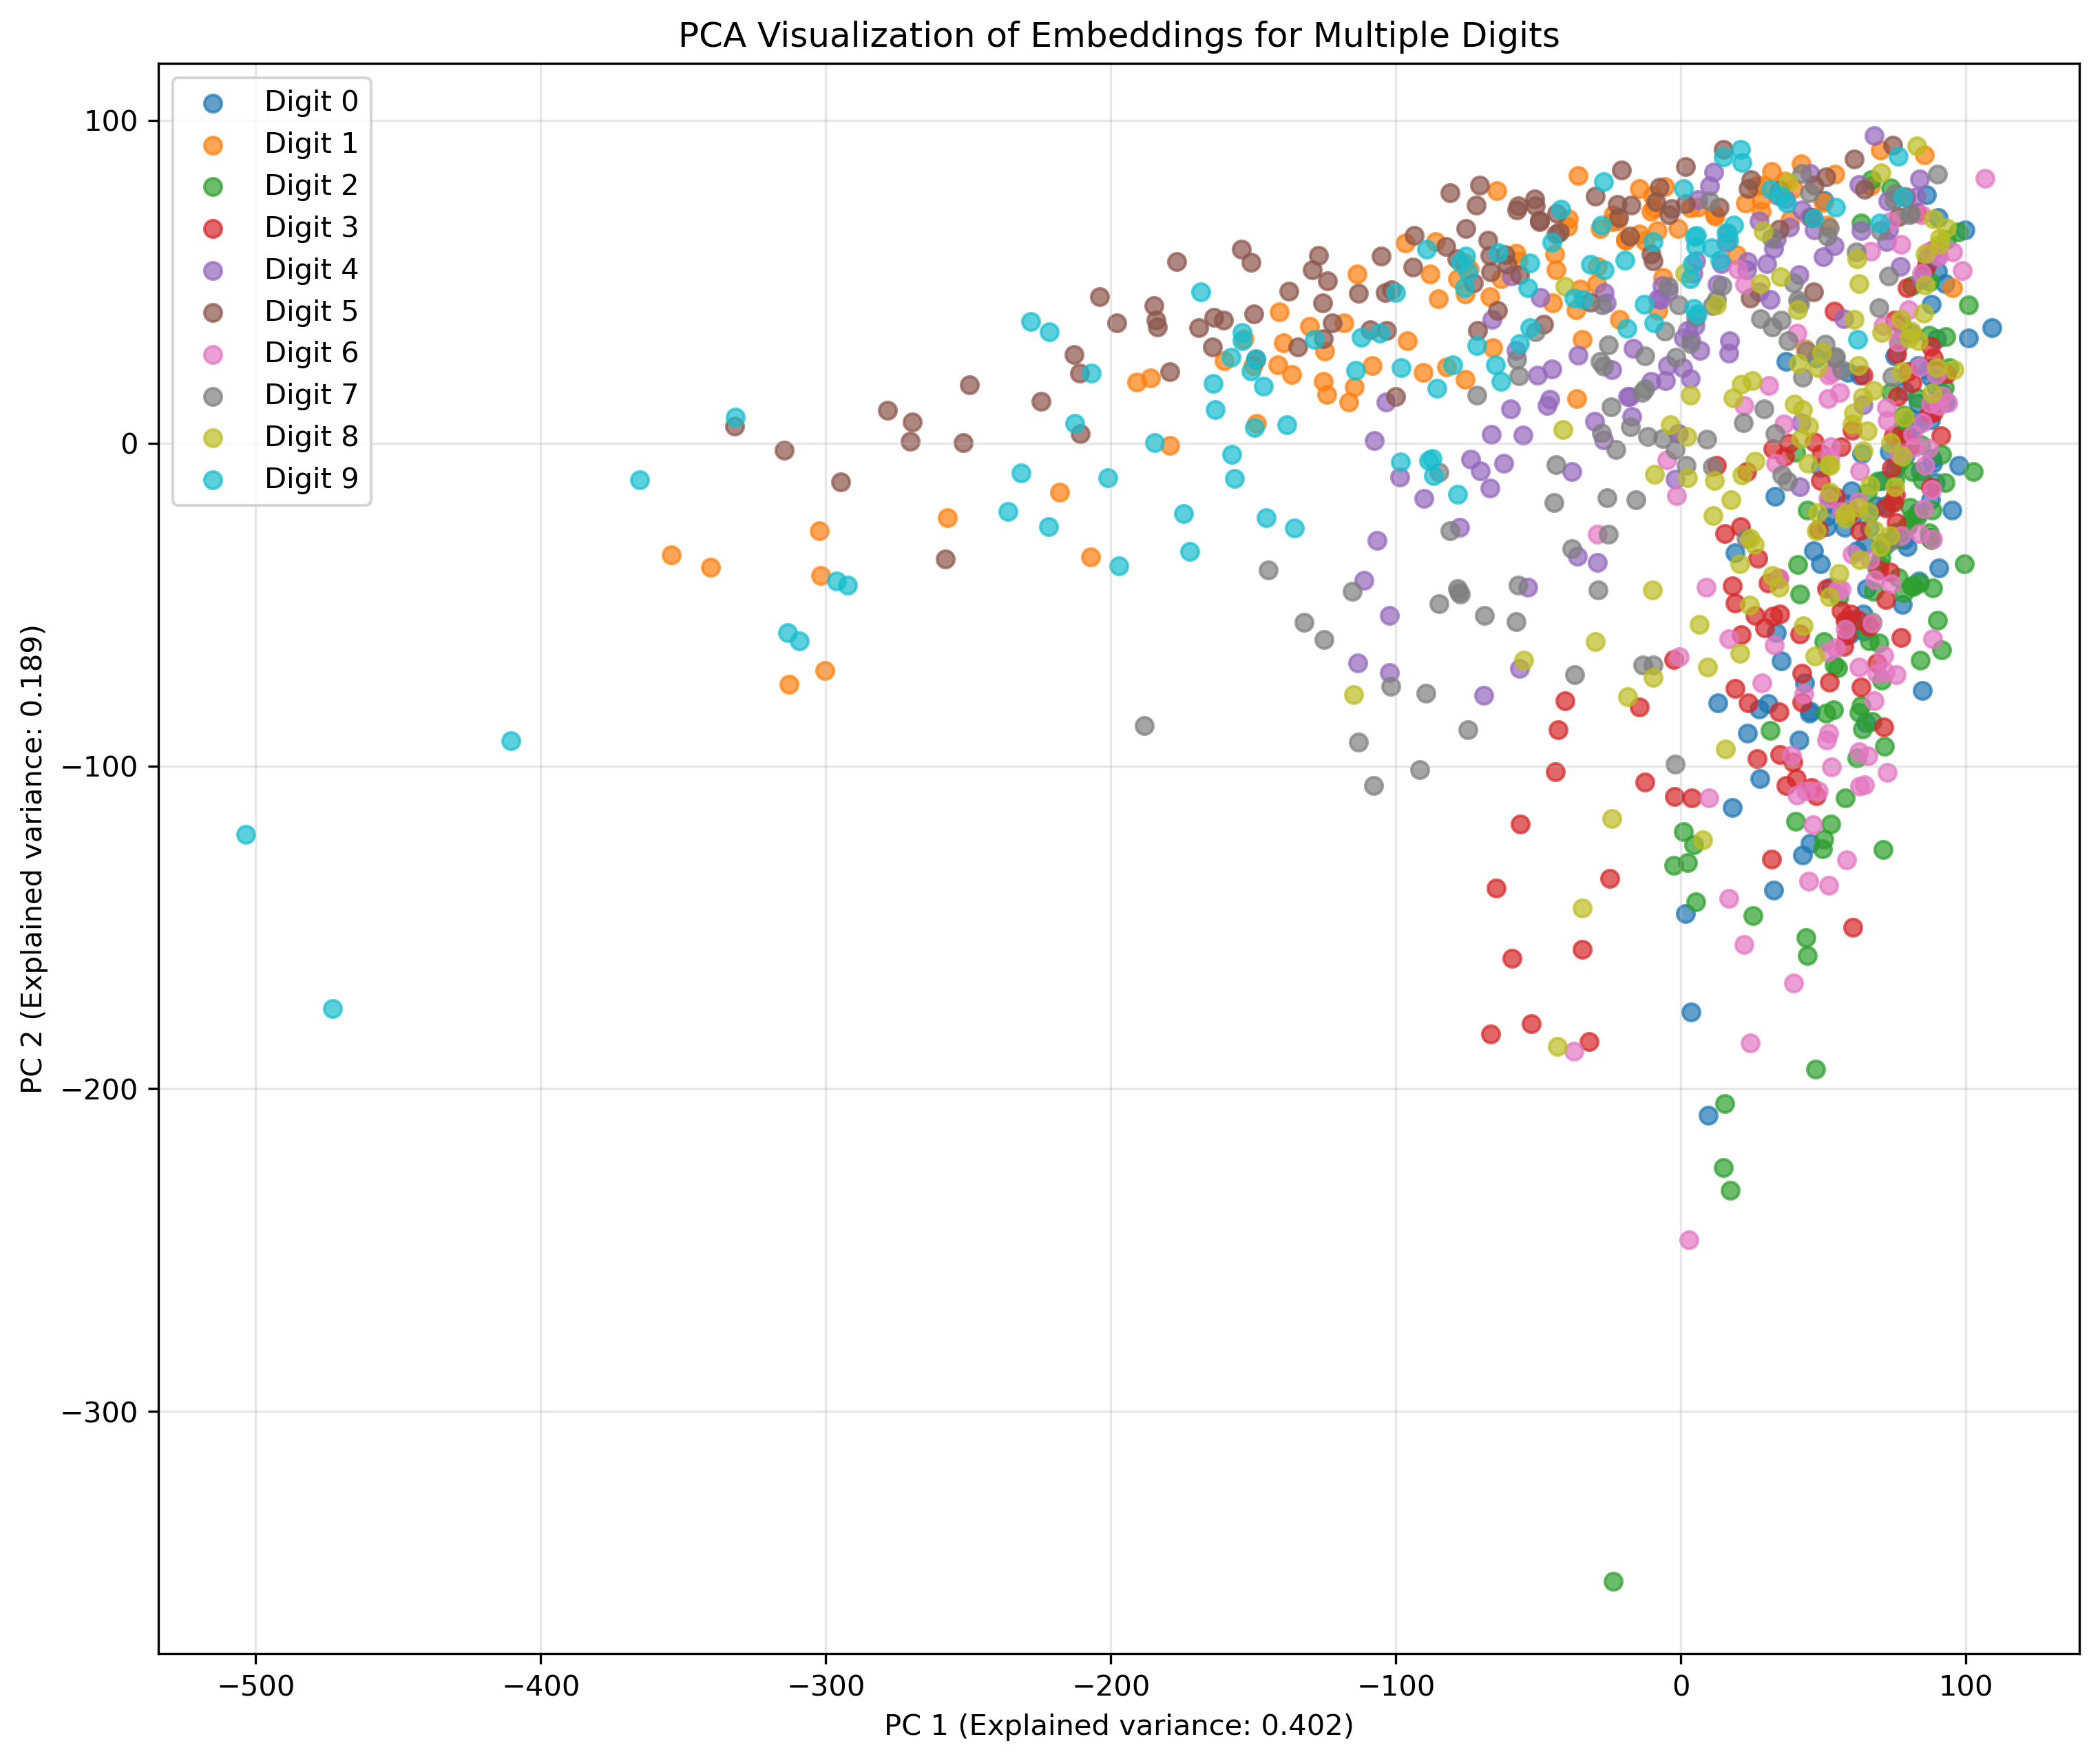 PCA Visualization of Embeddings for Multiple Digits
Digit 0
Digit 1
Digit 2
Digit 3
Digit 4
Digit 5
Digit 6
Digit 7
Digit 8
Digit 9
100
0
−100
−200
−300
PC 2 (Explained variance: 0.189)
−500
−400
−300
−200
−100
0
100
PC 1 (Explained variance: 0.402)